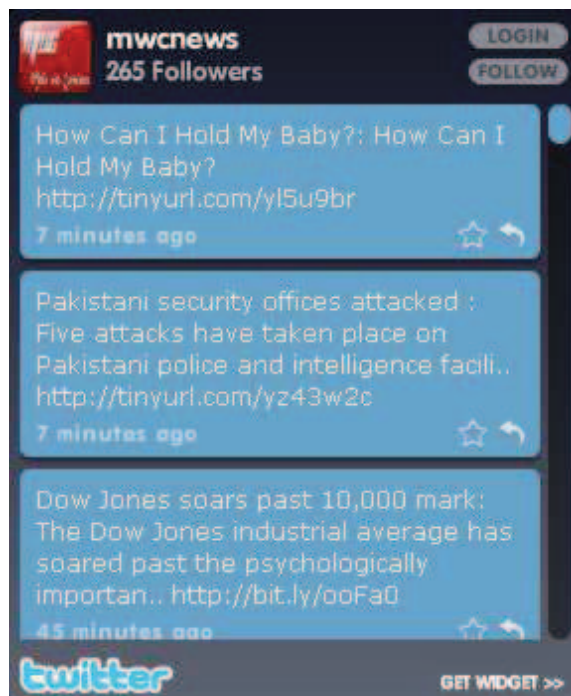 mwcnews
LOGIN
265 Followers
FOLLOW
How Can I Hold My Baby?: How Can I
Hold My Baby?
http://tinyurl.com/yl5u9br
7 minutes ago
Pakistani security offices attacked :
Five attacks have taken place on
Pakistani police and intelligence facili..
http://tinyurl.com/yz43w2c
7 minutes ago
Dow Jones soars past 10,000 mark:
The Dow Jones industrial average has
soared past the psychologically
importan.. http://bit.ly/ooFa0
45 minutes ago
twitter
GET WIDGET >>